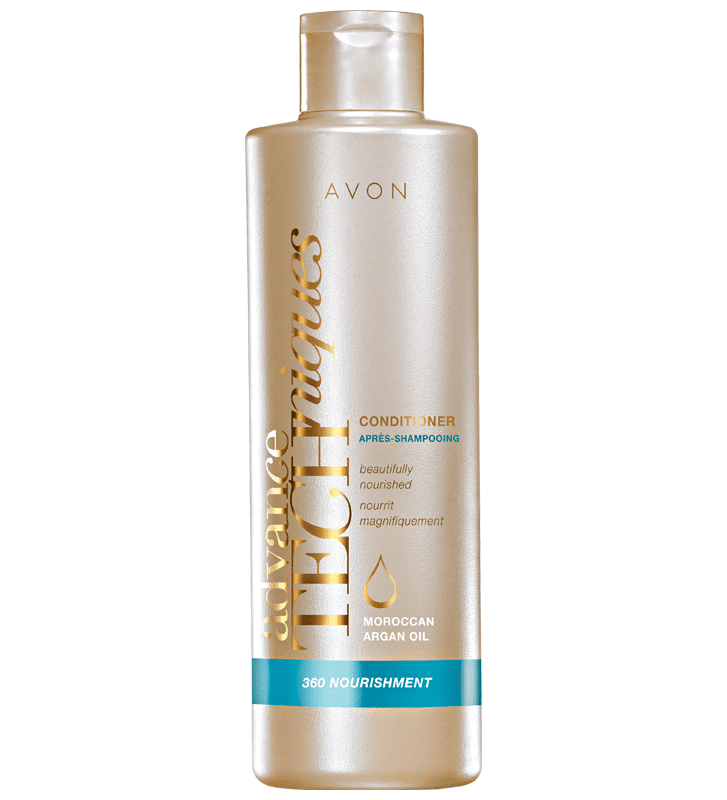 AVON
advance
TECHniques
CONDITIONER
APRÈS-SHAMPOOING
beautifully
nourished
nourrit
magnifiquement
MOROCCAN
ARGAN OIL
360 NOURISHMENT